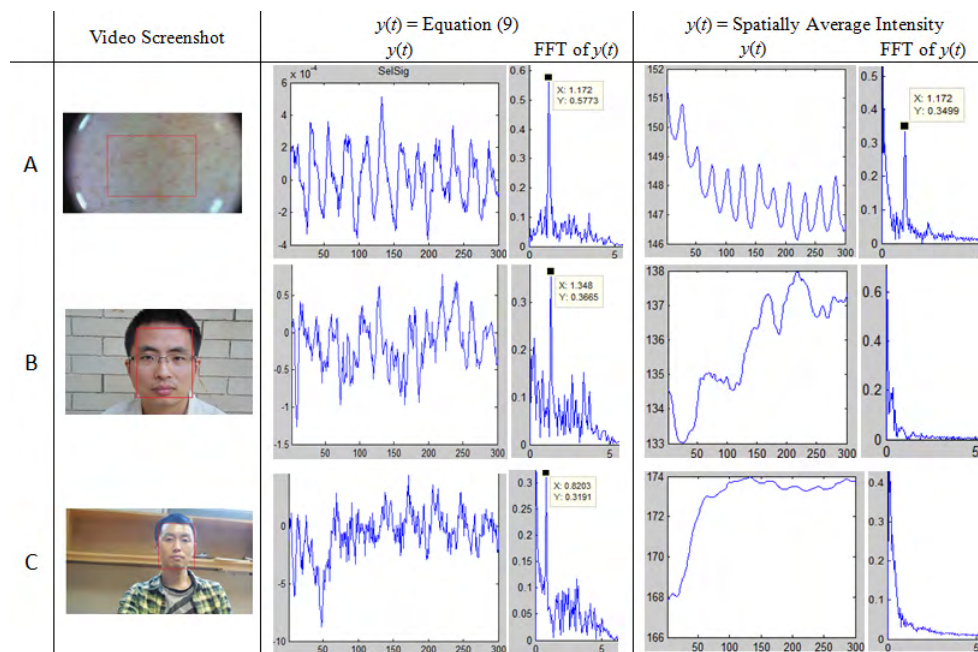 Video Screenshot
y(t) = Equation (9)
y(t) = Spatially Average Intensity
y(t)
FFT of y(t)
y(t)
FFT of y(t)
A
x 10^-4
SelSig
6
4
2
0
-2
-4
50 100 150 200 250 300
0.6
0.5
0.4
0.3
0.2
0.1
0
0 5
X: 1.172
Y: 0.5773
152
151
150
149
148
147
146
50 100 150 200 250 300
0.5
0.4
0.3
0.2
0.1
0
0 5
X: 1.172
Y: 0.3499
B
0.5
0
-0.5
-1
-1.5
50 100 150 200 250 300
0.3
0.2
0.1
0
0 5
X: 1.348
Y: 0.3665
138
137
136
135
134
133
50 100 150 200 250 300
0.6
0.4
0.2
0
0 5
C
0
-5
-10
50 100 150 200 250 300
0.3
0.25
0.2
0.15
0.1
0.05
0
0 5
X: 0.8203
Y: 0.3191
174
172
170
168
166
50 100 150 200 250 300
0.4
0.3
0.2
0.1
0
0 5